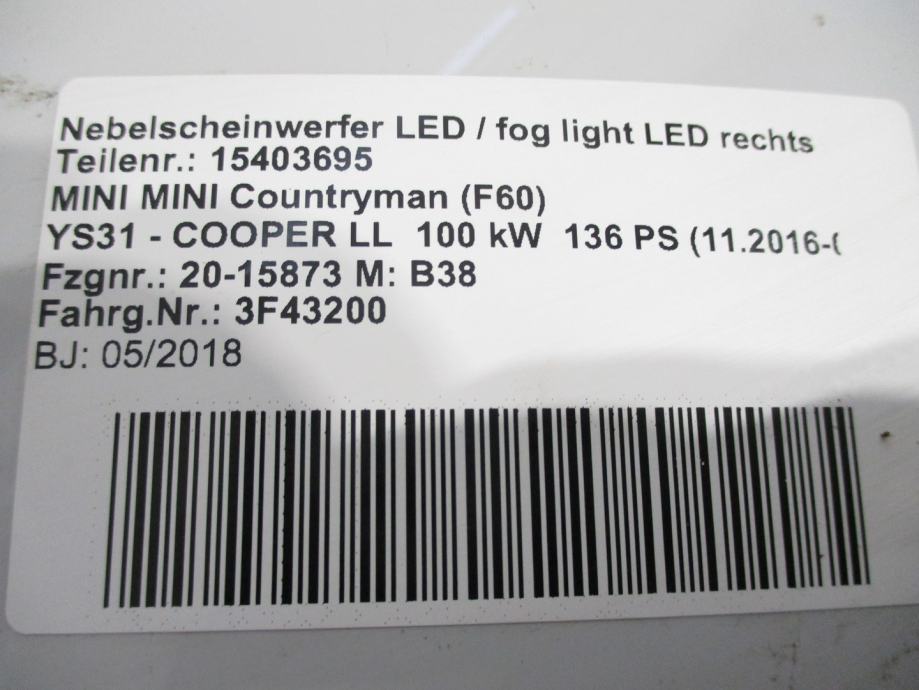 Nebelscheinwerfer LED / fog light LED rechts
Teilenr.: 15403695
MINI MINI Countryman (F60)
YS31 - COOPER LL 100 kW 136 PS (11.2016-
Fzgnr.: 20-15873 M: B38
Fahrg.Nr.: 3F43200
BJ: 05/2018